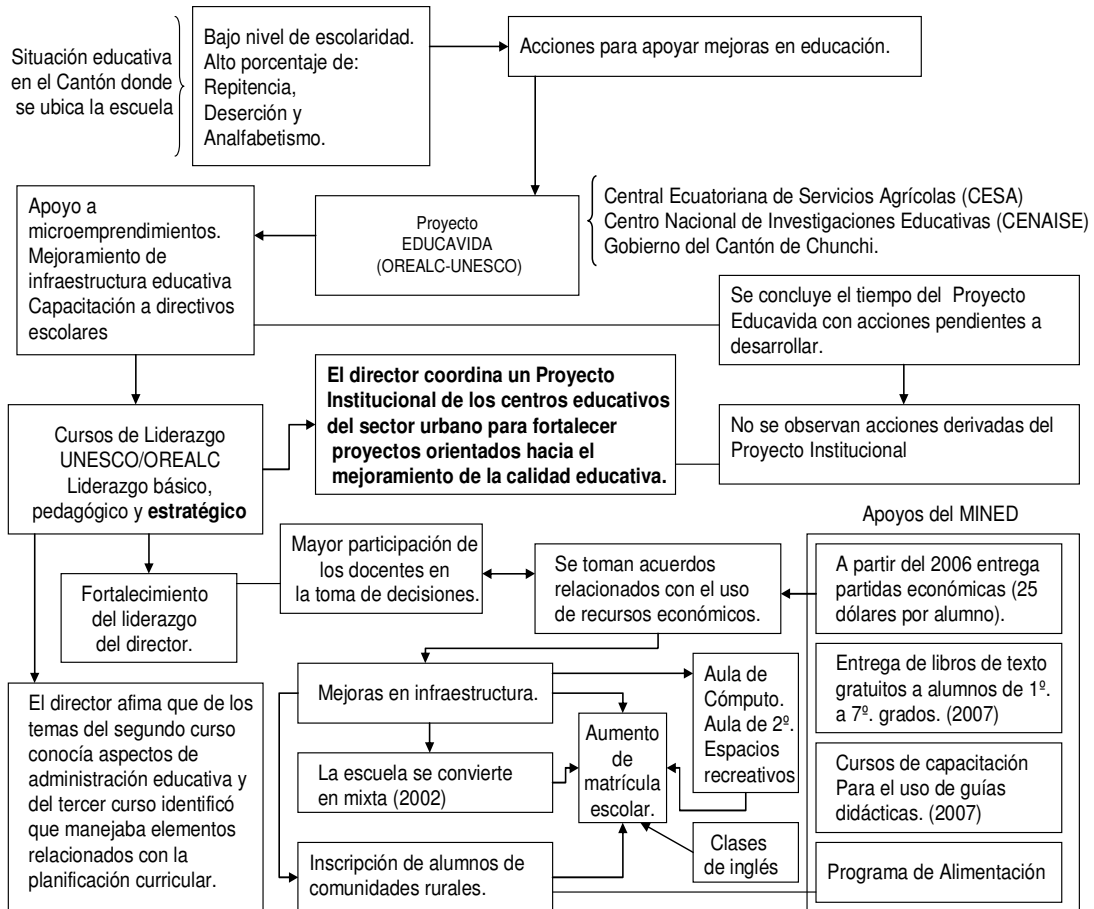 Situación educativa
en el Cantón donde
se ubica la escuela
Bajo nivel de escolaridad.
Alto porcentaje de:
Repitencia,
Deserción y
Analfabetismo.
Acciones para apoyar mejoras en educación.
Apoyo a
microemprendimientos.
Mejoramiento de
infraestructura educativa
Capacitación a directivos
escolares
Proyecto
EDUCAVIDA
(OREALC-UNESCO)
Central Ecuatoriana de Servicios Agrícolas (CESA)
Centro Nacional de Investigaciones Educativas (CENAISE)
Gobierno del Cantón de Chunchi.
Se concluye el tiempo del Proyecto
Educavida con acciones pendientes a
desarrollar.
Cursos de Liderazgo
UNESCO/OREALC
Liderazgo básico,
pedagógico y estratégico
El director coordina un Proyecto
Institucional de los centros educativos
del sector urbano para fortalecer
proyectos orientados hacia el
mejoramiento de la calidad educativa.
No se observan acciones derivadas del
Proyecto Institucional
Apoyos del MINED
Fortalecimiento
del liderazgo
del director.
Mayor participación de
los docentes en
la toma de decisiones.
Se toman acuerdos
relacionados con el uso
de recursos económicos.
A partir del 2006 entrega
partidas económicas (25
dólares por alumno).
El director afima que de los
temas del segundo curso
conocía aspectos de
administración educativa y
del tercer curso identificó
que manejaba elementos
relacionados con la
planificación curricular.
Mejoras en infraestructura.
Aula de
Cómputo.
Aula de 2º.
Espacios
recreativos
Entrega de libros de texto
gratuitos a alumnos de 1º.
a 7º. grados. (2007)
La escuela se convierte
en mixta (2002)
Aumento
de
matrícula
escolar.
Cursos de capacitación
Para el uso de guías
didácticas. (2007)
Inscripción de alumnos de
comunidades rurales.
Clases
de inglés
Programa de Alimentación